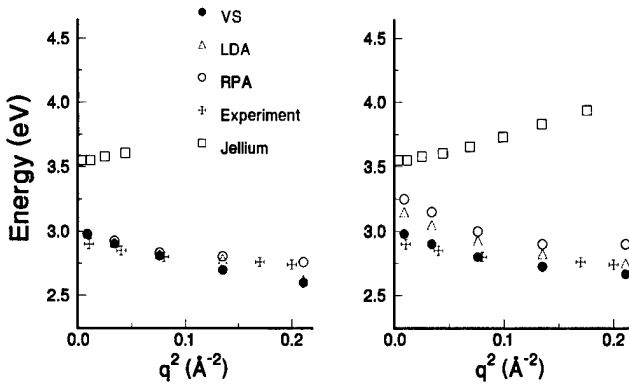 VS
LDA
RPA
Experiment
Jellium
Energy (eV)
4.5
4.0
3.5
3.0
2.5
0.0
0.1
0.2
q² (Å⁻²)
4.5
4.0
3.5
3.0
2.5
0.0
0.1
0.2
q² (Å⁻²)